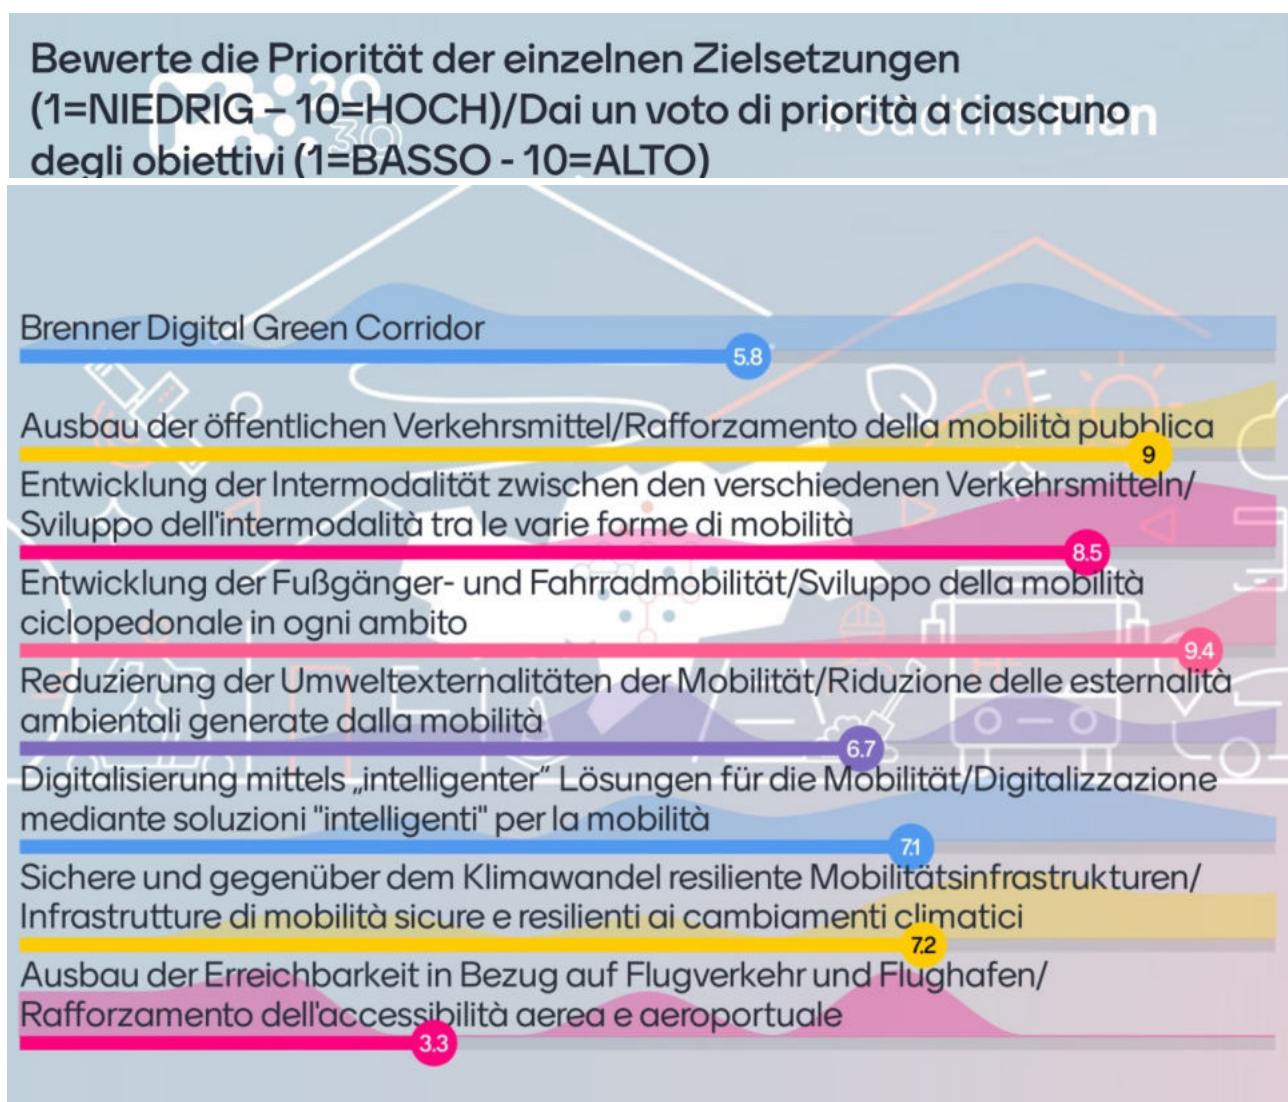 Bewerte die Priorität der einzelnen Zielsetzungen
(1=NIEDRIG – 10=HOCH)/Dai un voto di priorità a ciascuno
degli obiettivi (1=BASSO - 10=ALTO)
2030
#SüdtirolPlan
Brenner Digital Green Corridor
5.8
Ausbau der öffentlichen Verkehrsmittel/Rafforzamento della mobilità pubblica
9
Entwicklung der Intermodalität zwischen den verschiedenen Verkehrsmitteln/
Sviluppo dell'intermodalità tra le varie forme di mobilità
8.5
Entwicklung der Fußgänger- und Fahrradmobilität/Sviluppo della mobilità
ciclopedonale in ogni ambito
9.4
Reduzierung der Umweltexternalitäten der Mobilität/Riduzione delle esternalità
ambientali generate dalla mobilità
6.7
Digitalisierung mittels „intelligenter“ Lösungen für die Mobilität/Digitalizzazione
mediante soluzioni "intelligenti" per la mobilità
7.1
Sichere und gegenüber dem Klimawandel resiliente Mobilitätsinfrastrukturen/
Infrastrutture di mobilità sicure e resilienti ai cambiamenti climatici
7.2
Ausbau der Erreichbarkeit in Bezug auf Flugverkehr und Flughafen/
Rafforzamento dell'accessibilità aerea e aeroportuale
3.3